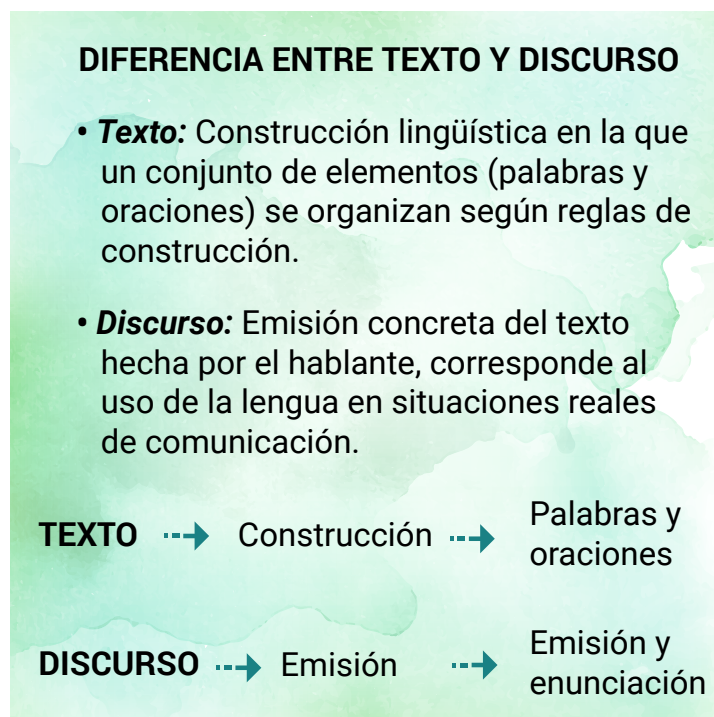 DIFERENCIA ENTRE TEXTO Y DISCURSO
• Texto: Construcción lingüística en la que
un conjunto de elementos (palabras y
oraciones) se organizan según reglas de
construcción.
• Discurso: Emisión concreta del texto
hecha por el hablante, corresponde al
uso de la lengua en situaciones reales
de comunicación.
TEXTO Construcción Palabras y
oraciones
DISCURSO Emisión Emisión y
enunciación